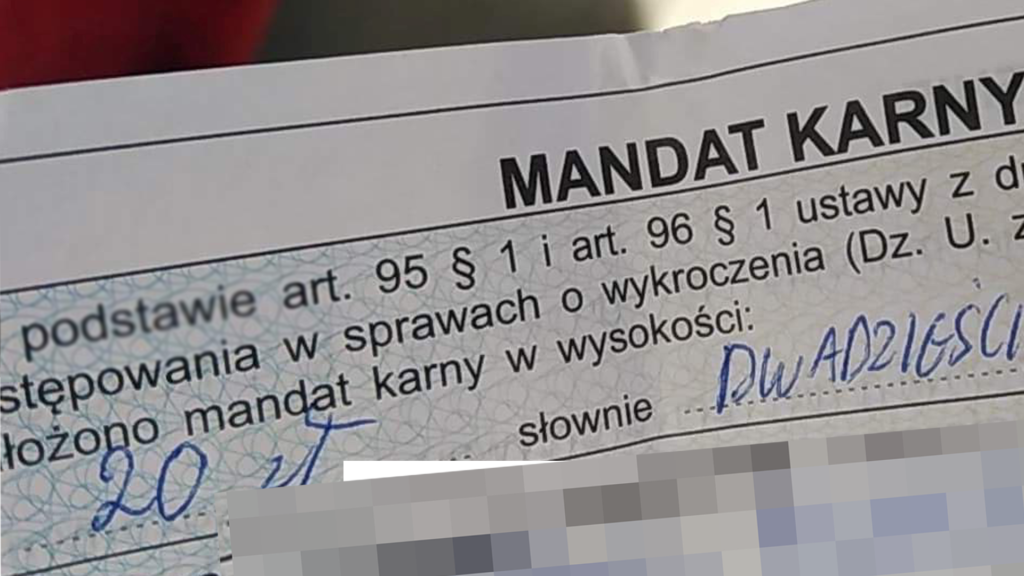 MANDAT KARNY
podstawie art. 95 § 1 i art. 96 § 1 ustawy z
stępowania w sprawach o wykroczenia (Dz. U. z
łożono mandat karny w wysokości:
20 zł słownie DWADZIEŚCI